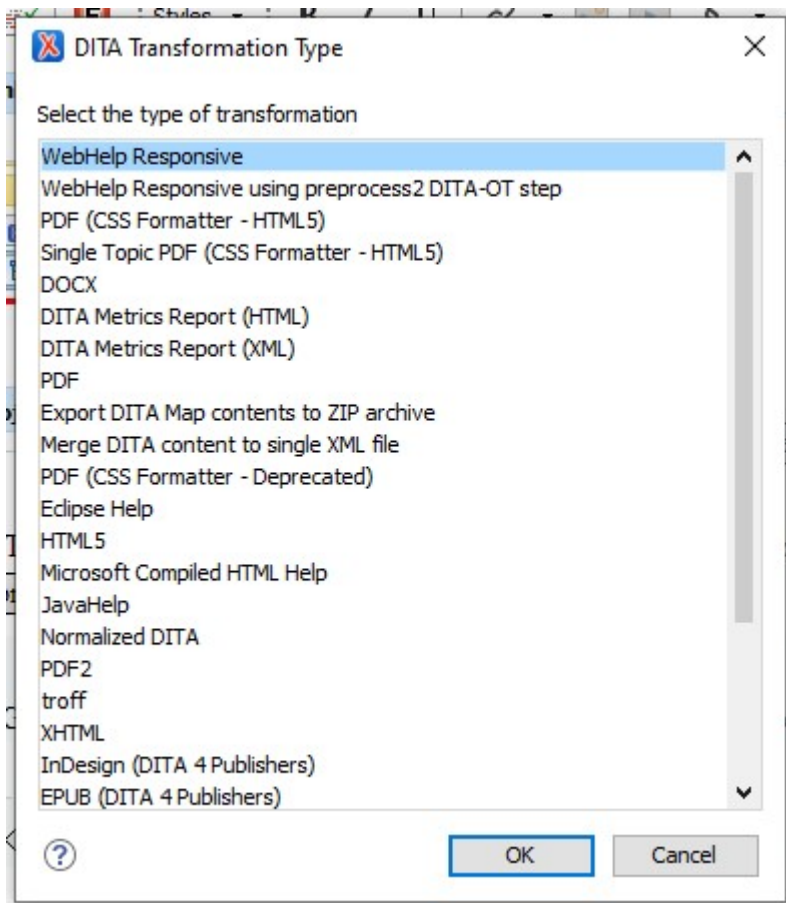 Styles
DITA Transformation Type
Select the type of transformation
WebHelp Responsive
WebHelp Responsive using preprocess2 DITA-OT step
PDF (CSS Formatter - HTML5)
Single Topic PDF (CSS Formatter - HTML5)
DOCX
DITA Metrics Report (HTML)
DITA Metrics Report (XML)
PDF
Export DITA Map contents to ZIP archive
Merge DITA content to single XML file
PDF (CSS Formatter - Deprecated)
Eclipse Help
HTML5
Microsoft Compiled HTML Help
JavaHelp
Normalized DITA
PDF2
troff
XHTML
InDesign (DITA 4 Publishers)
EPUB (DITA 4 Publishers)
? OK Cancel